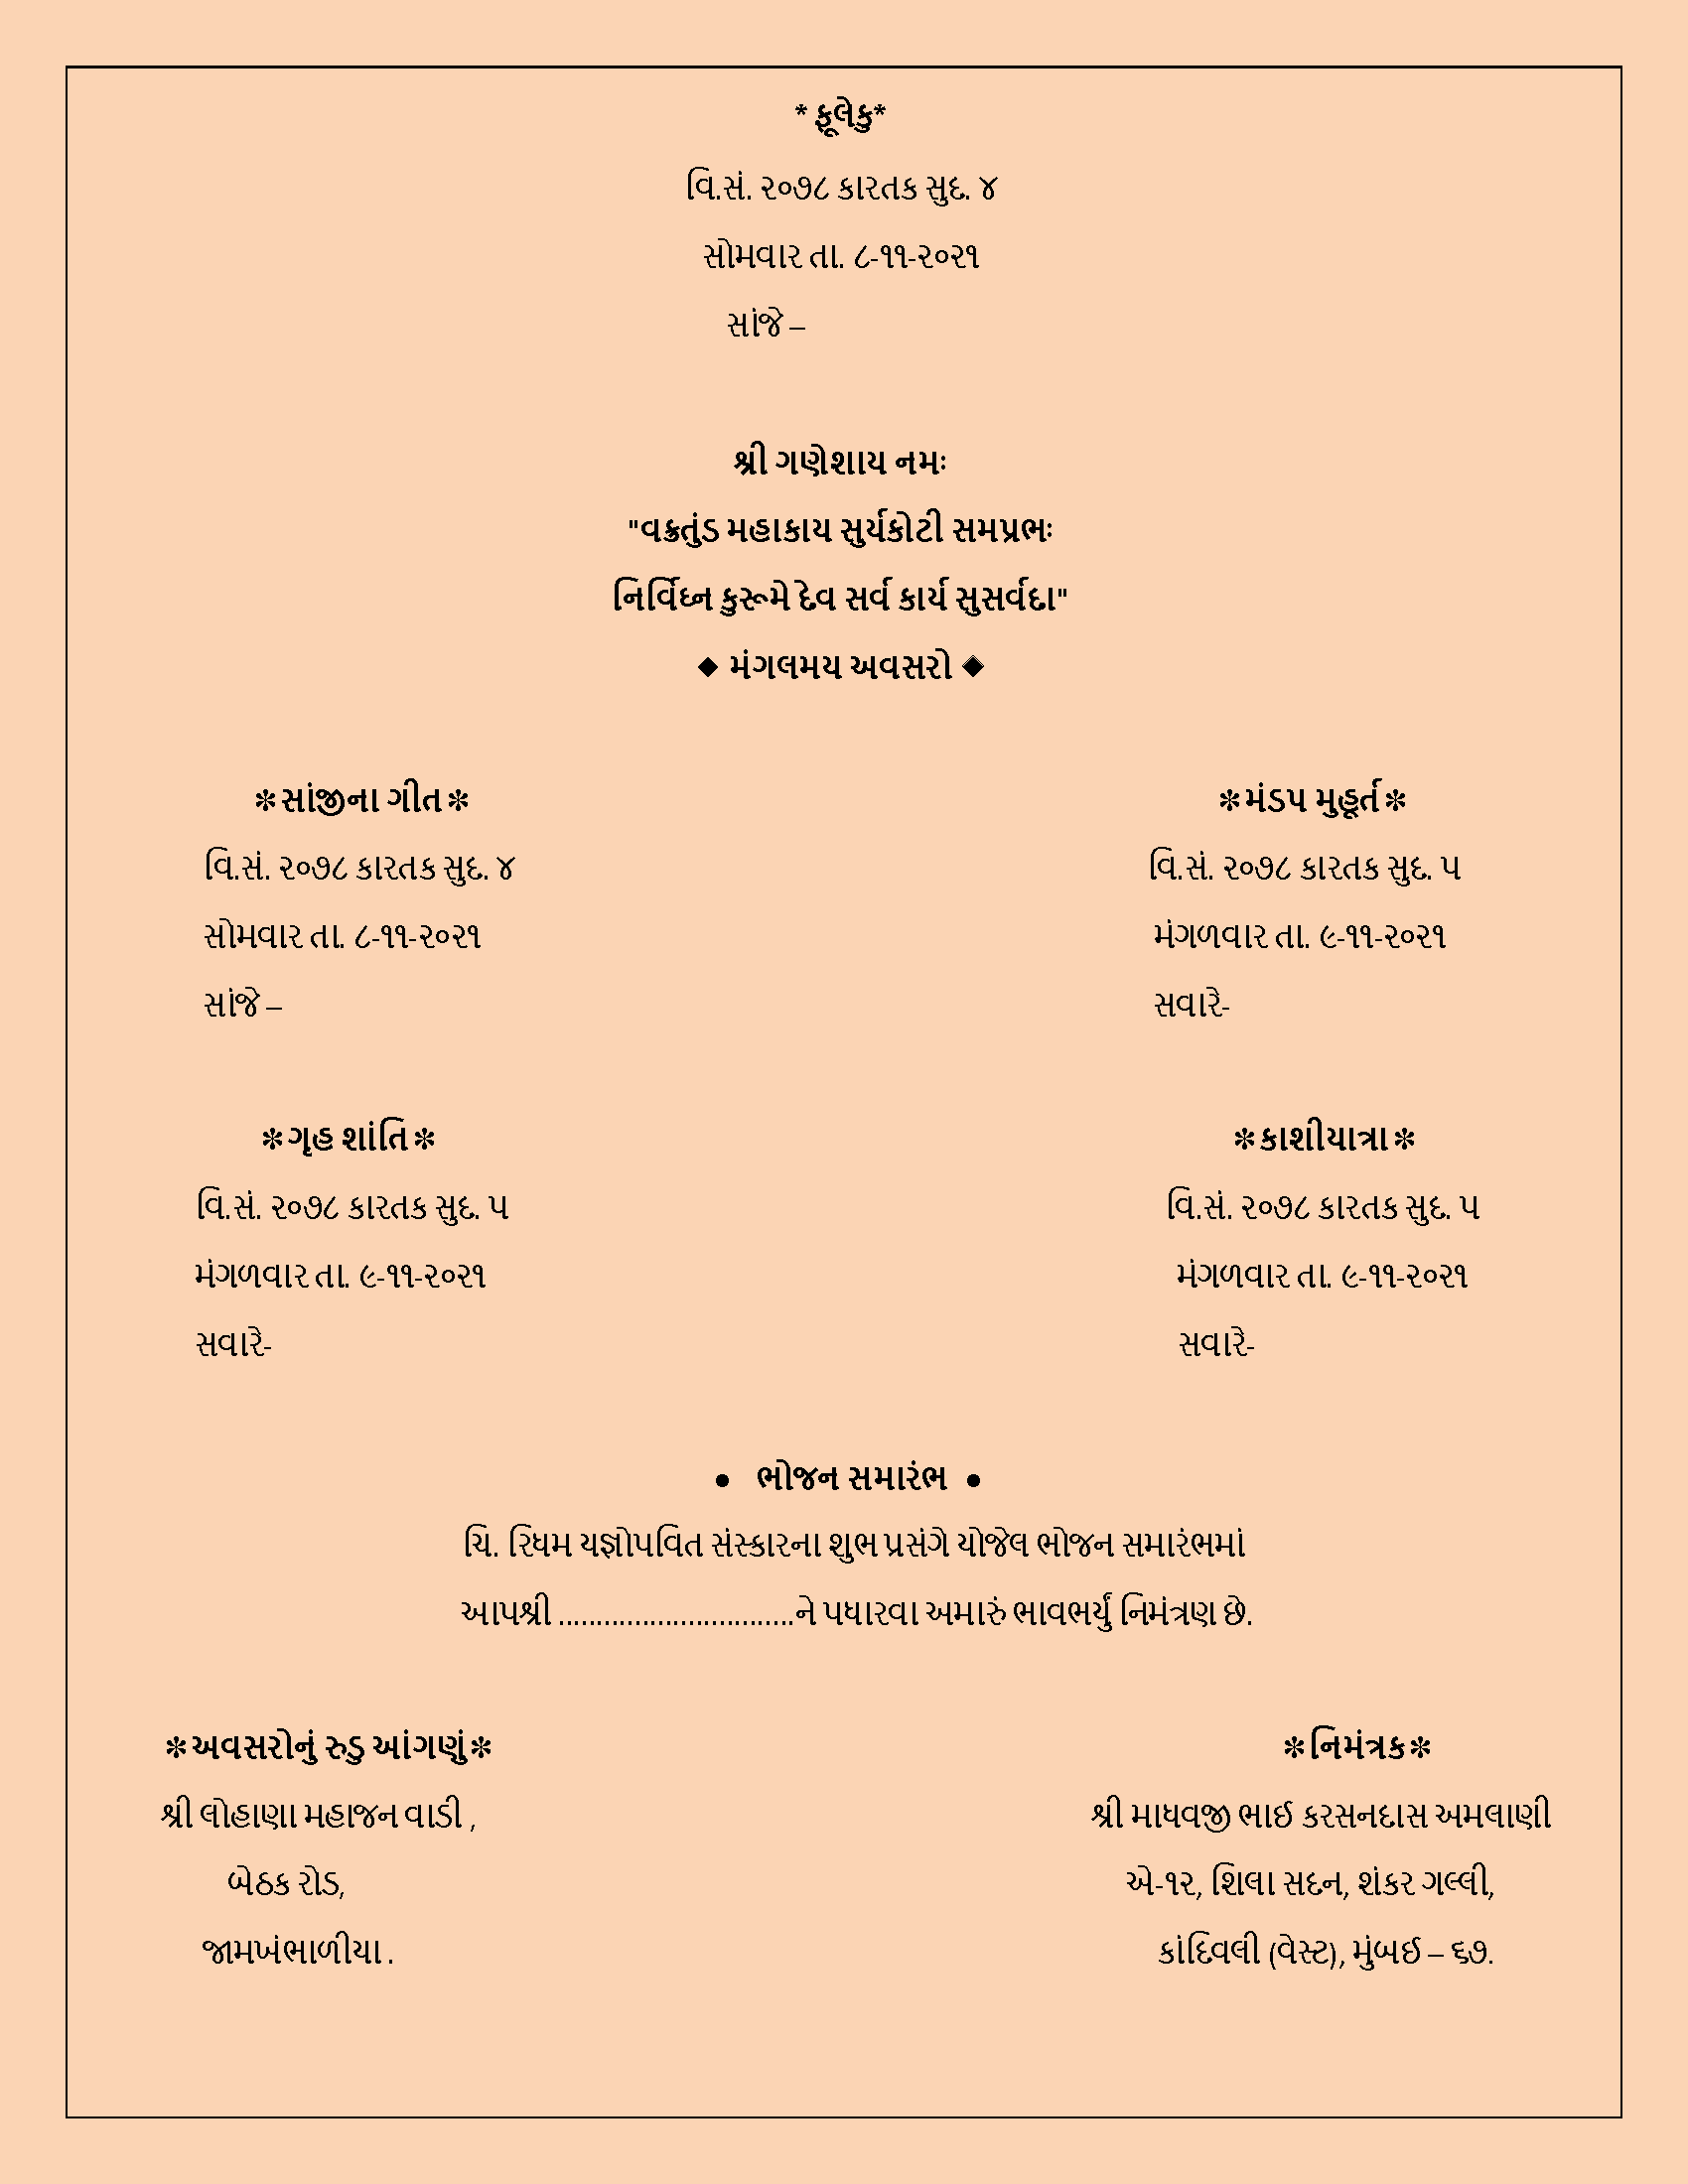 * ફૂલેકુ*
વિ.સં. ૨૦૭૮ કારતક સુદ. ૪
સોમવાર તા. ૮-૧૧-૨૦૨૧
સાંજે –
શ્રી ગણેશાય નમઃ
"વક્રતુંડ મહાકાય સુર્યકોટી સમપ્રભઃ
નિર્વિઘ્ન કુરૂમે દેવ સર્વ કાર્ય સુસર્વદા"
◆ મંગલમય અવસરો ◆
✻સાંજીના ગીત✻
વિ.સં. ૨૦૭૮ કારતક સુદ. ૪
સોમવાર તા. ૮-૧૧-૨૦૨૧
સાંજે –
✻મંડપ મુહૂર્ત✻
વિ.સં. ૨૦૭૮ કારતક સુદ. ૫
મંગળવાર તા. ૯-૧૧-૨૦૨૧
સવારે-
✻ગૃહ શાંતિ✻
વિ.સં. ૨૦૭૮ કારતક સુદ. ૫
મંગળવાર તા. ૯-૧૧-૨૦૨૧
સવારે-
✻કાશીયાત્રા✻
વિ.સં. ૨૦૭૮ કારતક સુદ. ૫
મંગળવાર તા. ૯-૧૧-૨૦૨૧
સવારે-
● ભોજન સમારંભ ●
ચિ. રિધમ યજ્ઞોપવિત સંસ્કારના શુભ પ્રસંગે યોજેલ ભોજન સમારંભમાં
આપશ્રી ...............................ને પધારવા અમારું ભાવભર્યું નિમંત્રણ છે.
✻અવસરોનું રુડુ આંગણું✻
શ્રી લોહાણા મહાજન વાડી ,
બેઠક રોડ,
જામખંભાળીયા .
✻નિમંત્રક✻
શ્રી માધવજી ભાઈ કરસનદાસ અમલાણી
એ-૧૨, શિલા સદન, શંકર ગલ્લી,
કાંદિવલી (વેસ્ટ), મુંબઈ – ૬૭.